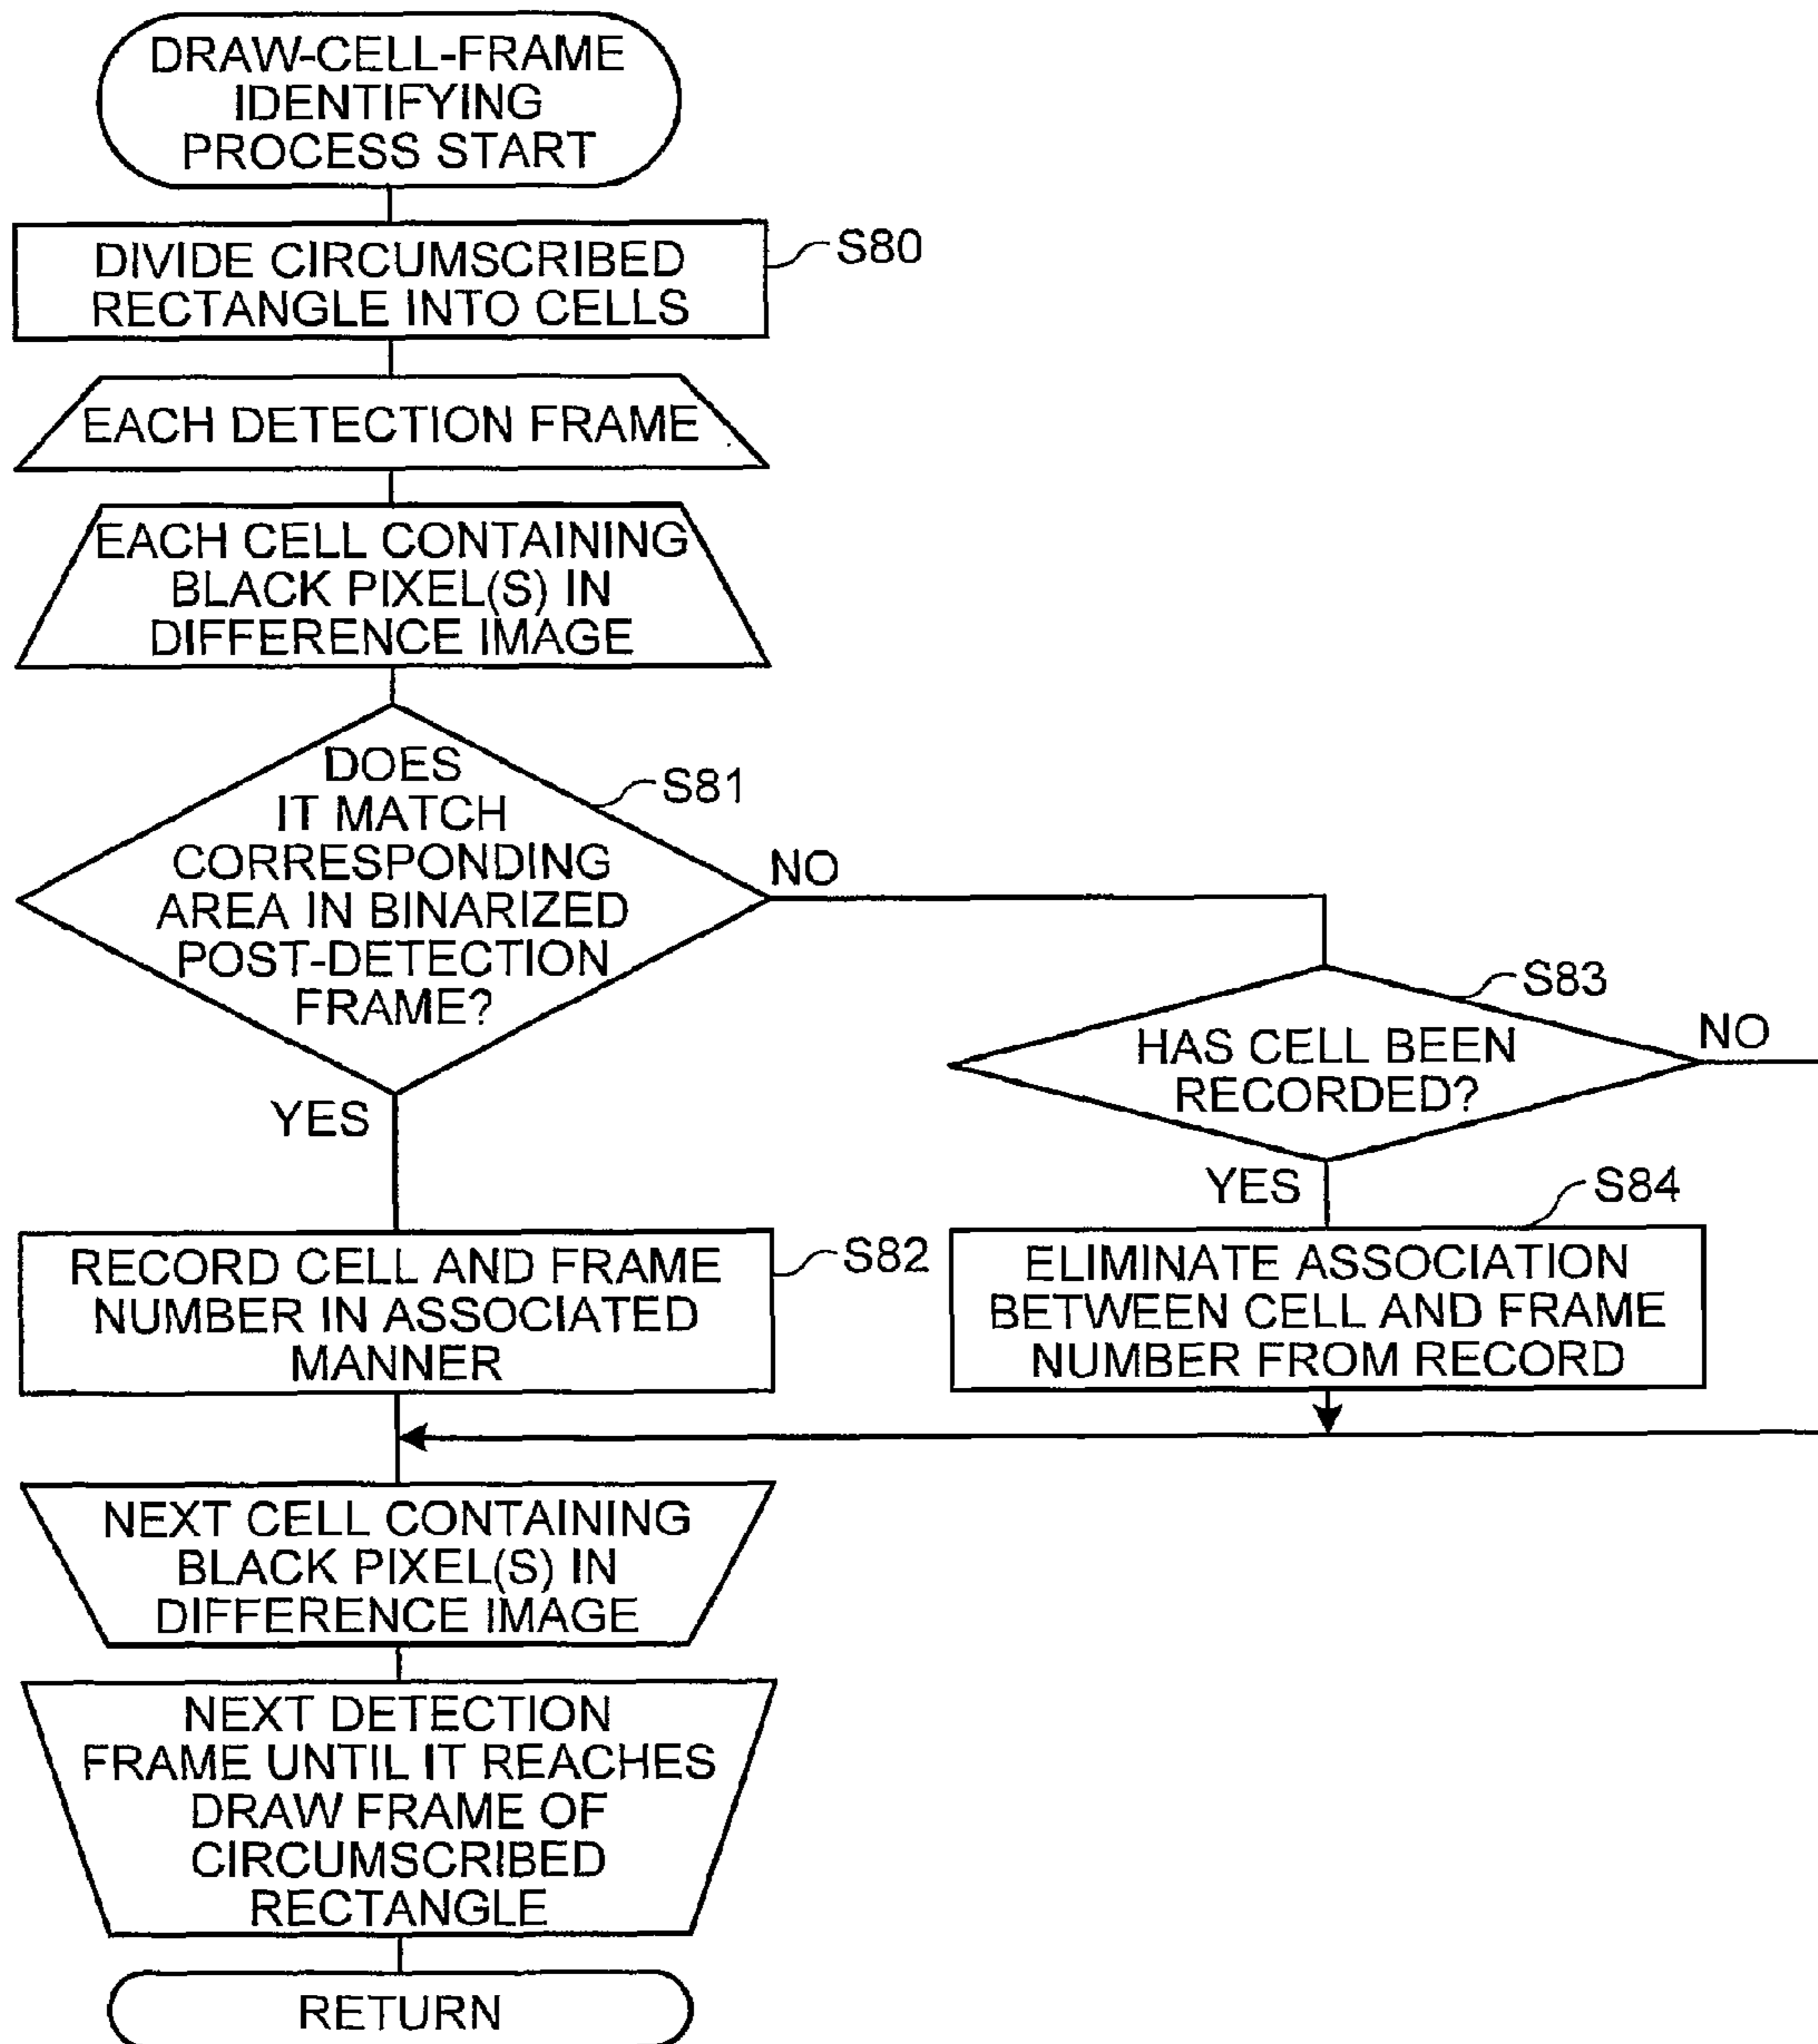 DRAW-CELL-FRAME
IDENTIFYING
PROCESS START
DIVIDE CIRCUMSCRIBED
RECTANGLE INTO CELLS
S80
EACH DETECTION FRAME
EACH CELL CONTAINING
BLACK PIXEL(S) IN
DIFFERENCE IMAGE
DOES
IT MATCH
CORRESPONDING
AREA IN BINARIZED
POST-DETECTION
FRAME?
S81
NO
YES
S83
HAS CELL BEEN
RECORDED?
NO
YES
RECORD CELL AND FRAME
NUMBER IN ASSOCIATED
MANNER
S82
S84
ELIMINATE ASSOCIATION
BETWEEN CELL AND FRAME
NUMBER FROM RECORD
NEXT CELL CONTAINING
BLACK PIXEL(S) IN
DIFFERENCE IMAGE
NEXT DETECTION
FRAME UNTIL IT REACHES
DRAW FRAME OF
CIRCUMSCRIBED
RECTANGLE
RETURN